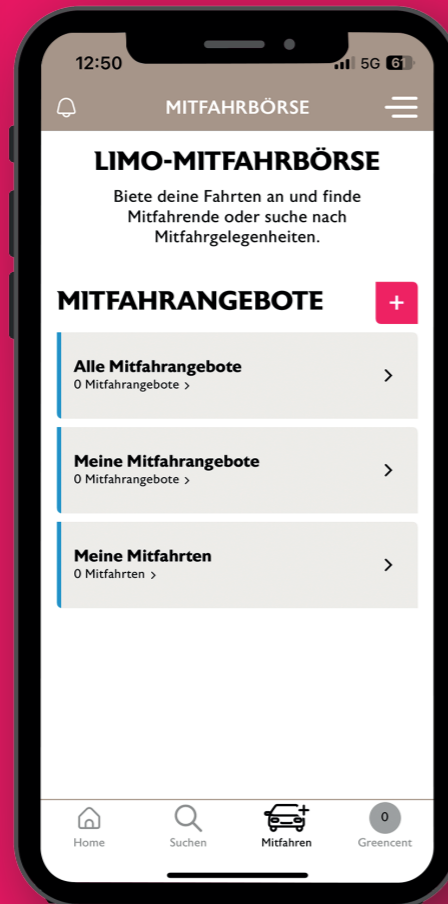 12:50
5G 61
MITFAHRBÖRSE
LIMO-MITFAHRBÖRSE
Biete deine Fahrten an und finde
Mitfahrende oder suche nach
Mitfahrgelegenheiten.
MITFAHRANGEBOTE +
Alle Mitfahrangebote
0 Mitfahrangebote >
Meine Mitfahrangebote
0 Mitfahrangebote >
Meine Mitfahrten
0 Mitfahrten >
0
Home Suchen Mitfahren Greencent